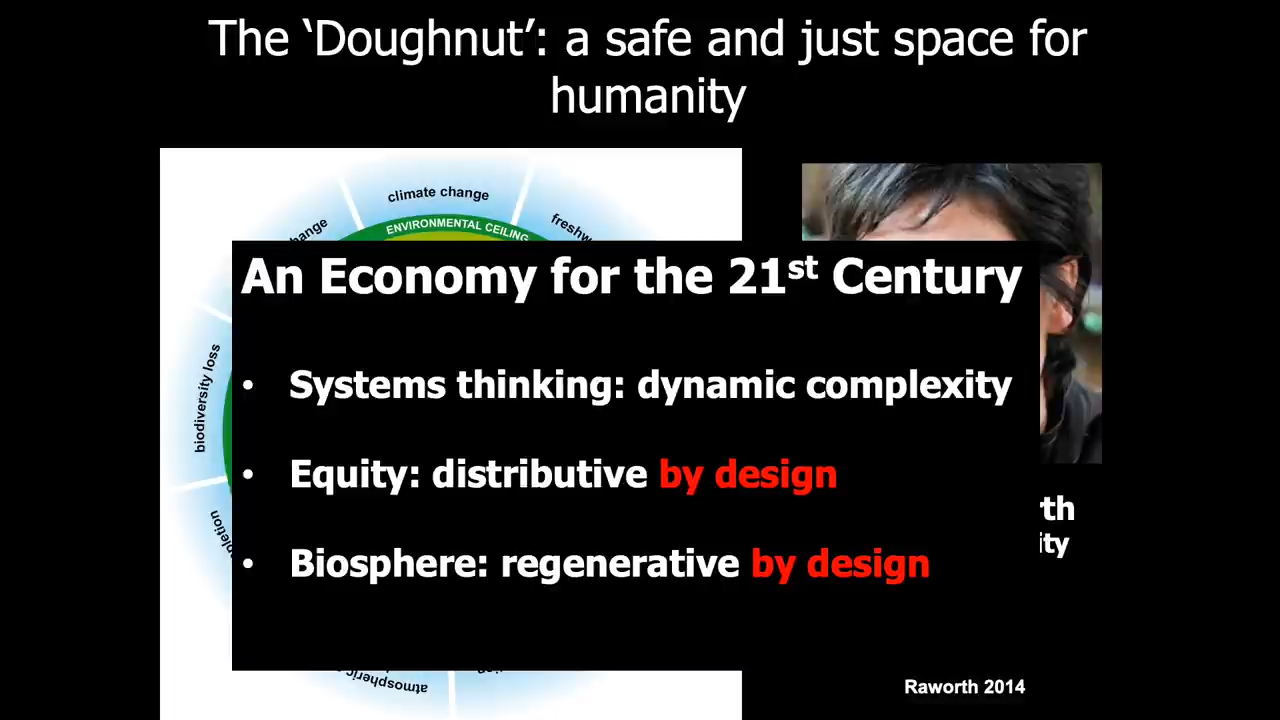 The ‘Doughnut’: a safe and just space for
humanity
climate change
ENVIRONMENTAL CEILING
biodiversity loss
An Economy for the 21st Century
• Systems thinking: dynamic complexity
• Equity: distributive by design
• Biosphere: regenerative by design
Raworth 2014